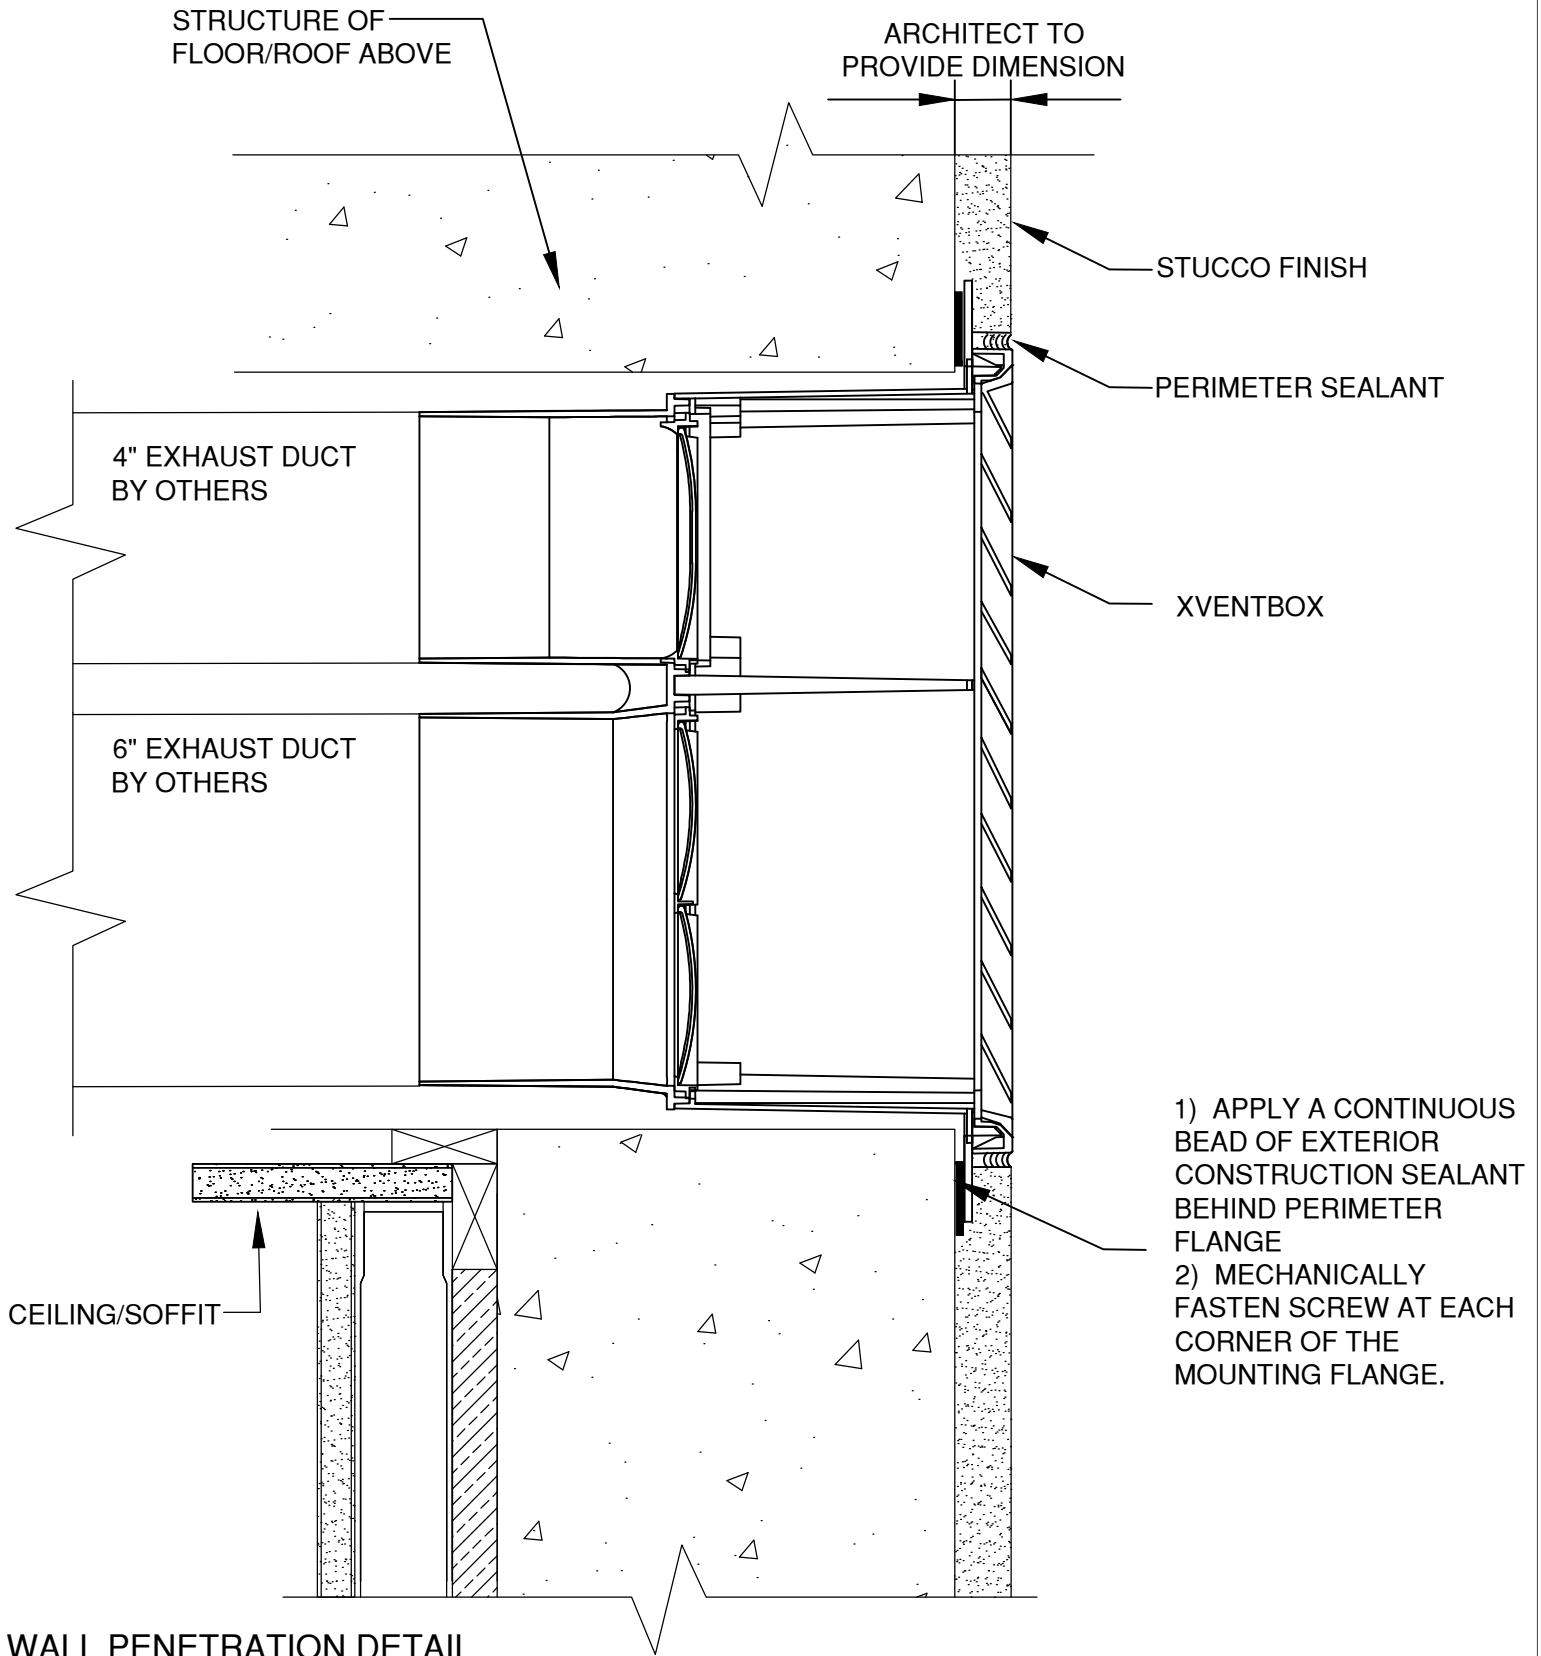 STRUCTURE OF
FLOOR/ROOF ABOVE
ARCHITECT TO
PROVIDE DIMENSION
STUCCO FINISH
PERIMETER SEALANT
4" EXHAUST DUCT
BY OTHERS
XVENTBOX
6" EXHAUST DUCT
BY OTHERS
1) APPLY A CONTINUOUS
BEAD OF EXTERIOR
CONSTRUCTION SEALANT
BEHIND PERIMETER
FLANGE
2) MECHANICALLY
FASTEN SCREW AT EACH
CORNER OF THE
MOUNTING FLANGE.
CEILING/SOFFIT
WALL PENETRATION DETAIL